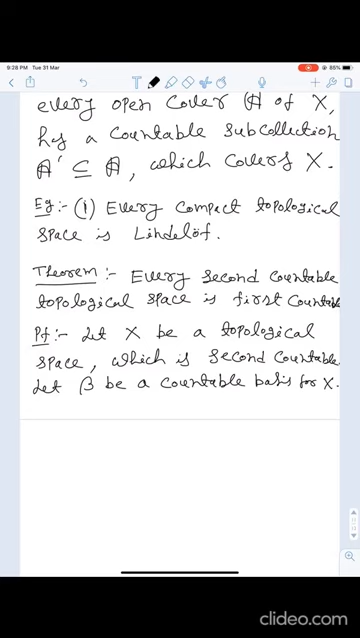 9:28 PM Tue 31 Mar
85%
T
every open cover A of X,
has a countable subcollection
A' ⊆ A, which covers X.
Eg:- (1) Every compact topological
space is Lindelöf.
Theorem:- Every second countable
topological space is first countab
Pf:- Let X be a topological
space, which is second countable.
Let β be a countable basis for X.
clideo.com